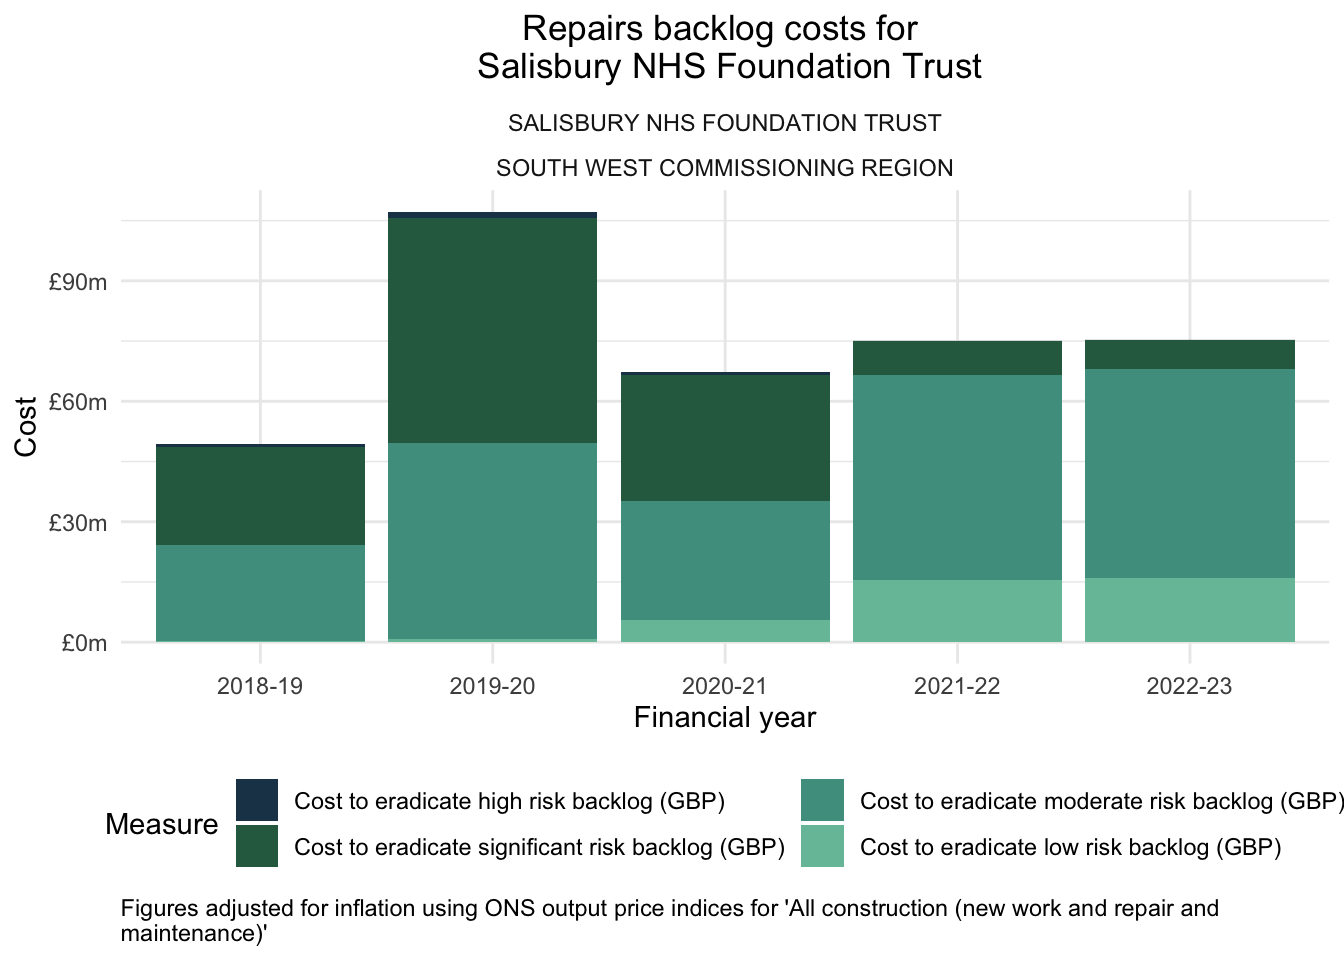 Repairs backlog costs for
Salisbury NHS Foundation Trust
SALISBURY NHS FOUNDATION TRUST
SOUTH WEST COMMISSIONING REGION
Cost
£90m
£60m
£30m
£0m
2018-19 2019-20 2020-21 2021-22 2022-23
Financial year
Measure
Cost to eradicate high risk backlog (GBP)
Cost to eradicate significant risk backlog (GBP)
Cost to eradicate moderate risk backlog (GBP)
Cost to eradicate low risk backlog (GBP)
Figures adjusted for inflation using ONS output price indices for 'All construction (new work and repair and
maintenance)'